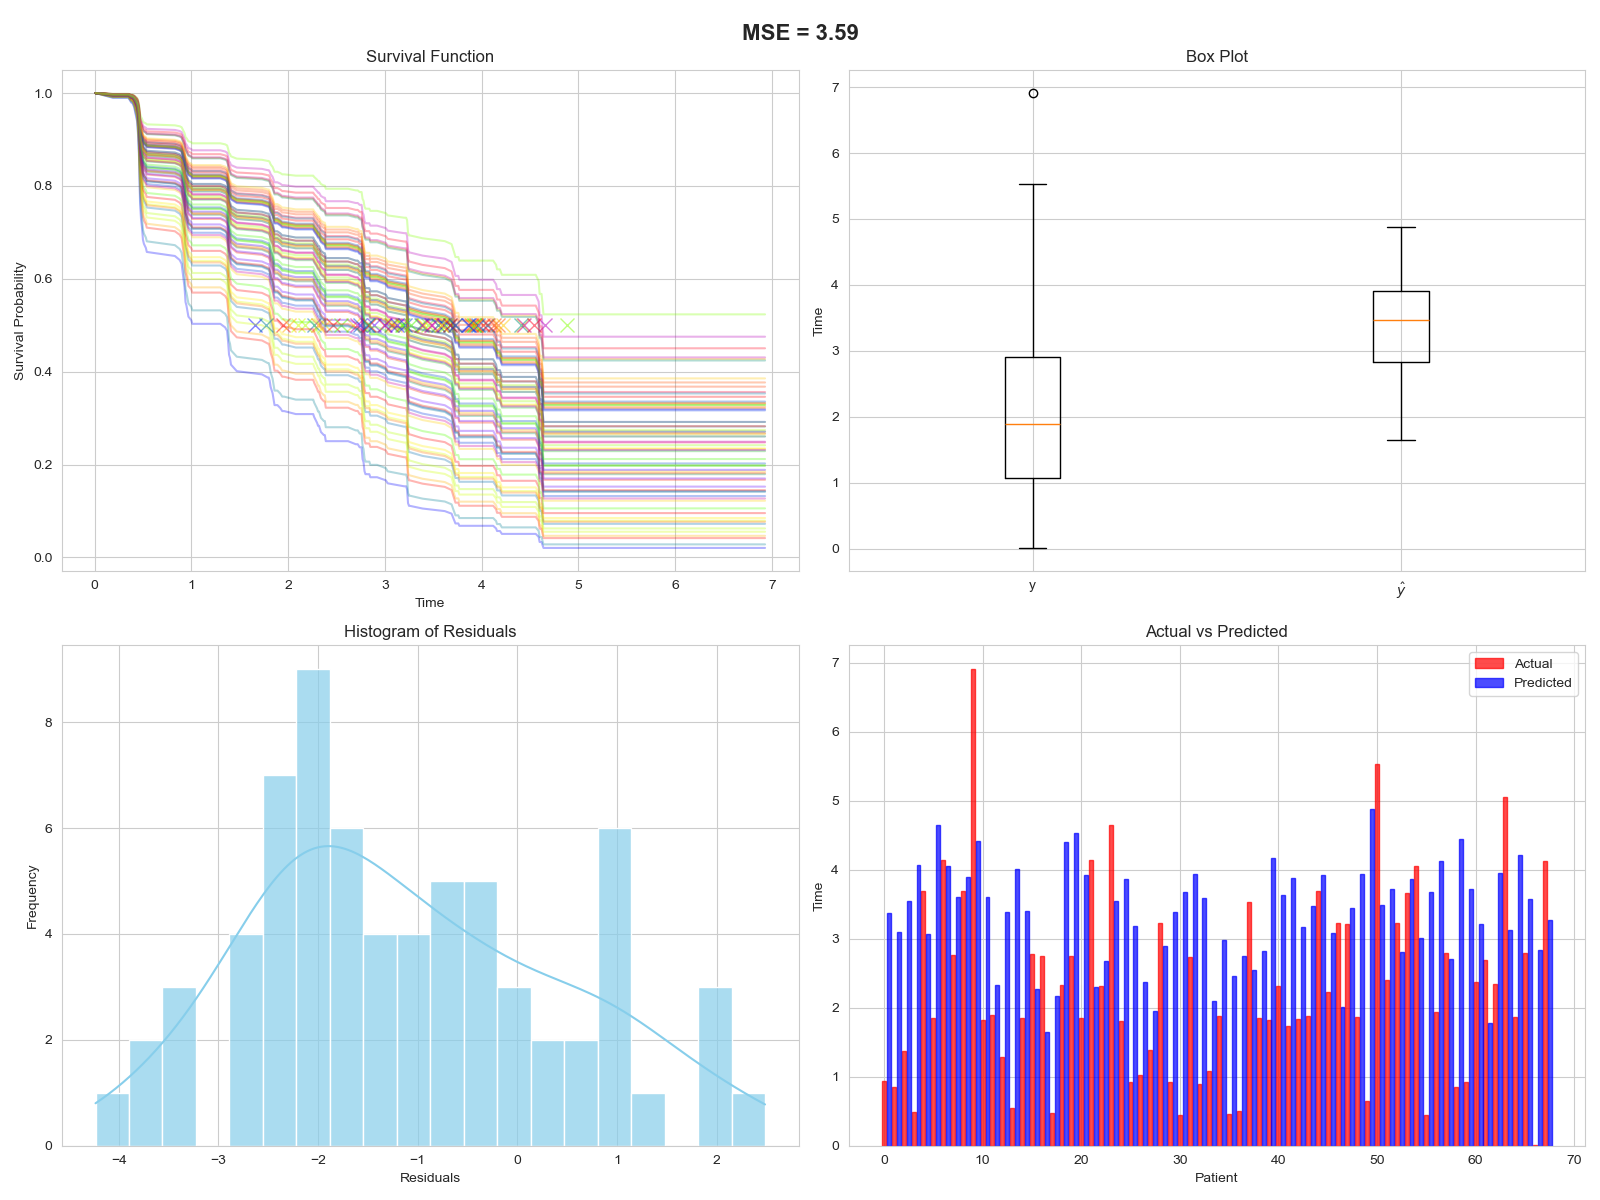 MSE = 3.59
Survival Function
Survival Probability
1.0
0.8
0.6
0.4
0.2
0.0
0 1 2 3 4 5 6 7
Time
Box Plot
Time
7
6
5
4
3
2
1
0
y ŷ
Histogram of Residuals
Frequency
8
6
4
2
0
−4 −3 −2 −1 0 1 2
Residuals
Actual vs Predicted
Actual
Predicted
Time
7
6
5
4
3
2
1
0
0 10 20 30 40 50 60 70
Patient